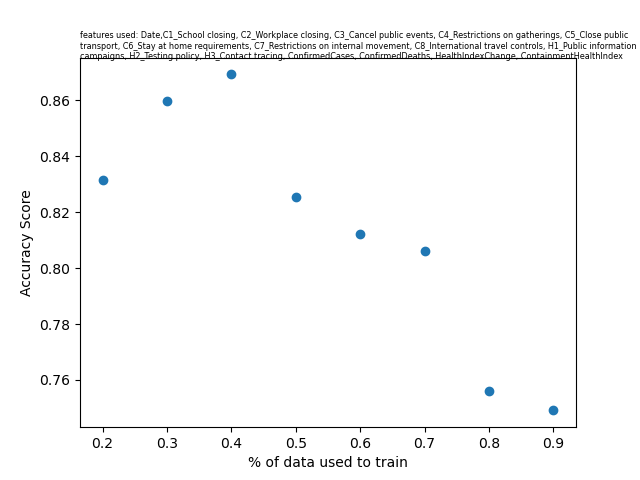 features used: Date,C1_School closing, C2_Workplace closing, C3_Cancel public events, C4_Restrictions on gatherings, C5_Close public
transport, C6_Stay at home requirements, C7_Restrictions on internal movement, C8_International travel controls, H1_Public information
campaigns, H2_Testing policy, H3_Contact tracing, ConfirmedCases, ConfirmedDeaths, HealthIndexChange, ContainmentHealthIndex
0.86
0.84
0.82
0.80
0.78
0.76
Accuracy Score
0.2 0.3 0.4 0.5 0.6 0.7 0.8 0.9
% of data used to train